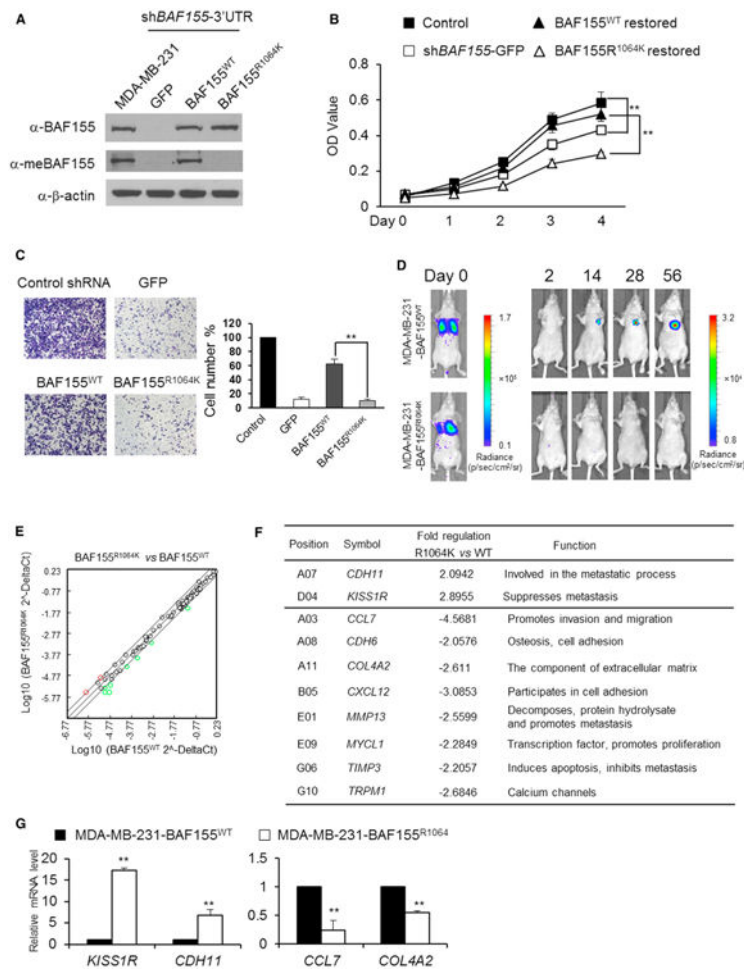 A
shBAF155-3'UTR
MDA-MB-231
GFP
BAF155WT
BAF155R1064K
α-BAF155
α-meBAF155
α-β-actin
B
Control
BAF155WT restored
shBAF155-GFP
BAF155R1064K restored
OD Value
0.8
0.6
0.4
0.2
0
**
**
Day 0
1
2
3
4
C
Control shRNA
GFP
BAF155WT
BAF155R1064K
Cell number %
120
100
80
60
40
20
0
**
Control
GFP
BAF155WT
BAF155R1064K
D
Day 0
2
14
28
56
MDA-MB-231
-BAF155WT
MDA-MB-231
-BAF155R1064K
1.7
×10⁵
0.1
Radiance
(p/sec/cm²/sr)
3.2
×10⁴
0.8
Radiance
(p/sec/cm²/sr)
E
BAF155R1064K vs BAF155WT
Log10 (BAF155R1064K 2^-DeltaCt)
0.23
-0.77
-1.77
-2.77
-3.77
-4.77
-5.77
-6.77
-5.77
-4.77
-3.77
-2.77
-1.77
-0.77
0.23
Log10 (BAF155WT 2^-DeltaCt)
F
Position Symbol Fold regulation R1064K vs WT Function
A07 CDH11 2.0942 Involved in the metastatic process
D04 KISS1R 2.8955 Suppresses metastasis
A03 CCL7 -4.5681 Promotes invasion and migration
A08 CDH6 -2.0576 Osteosis, cell adhesion
A11 COL4A2 -2.611 The component of extracellular matrix
B05 CXCL12 -3.0853 Participates in cell adhesion
E01 MMP13 -2.5599 Decomposes, protein hydrolysate
and promotes metastasis
E09 MYCL1 -2.2849 Transcription factor, promotes proliferation
G06 TIMP3 -2.2057 Induces apoptosis, inhibits metastasis
G10 TRPM1 -2.6846 Calcium channels
G
MDA-MB-231-BAF155WT
MDA-MB-231-BAF155R1064
Relative mRNA level
20
15
10
5
0
**
**
KISS1R
CDH11
1.5
1
0.5
0
**
**
CCL7
COL4A2